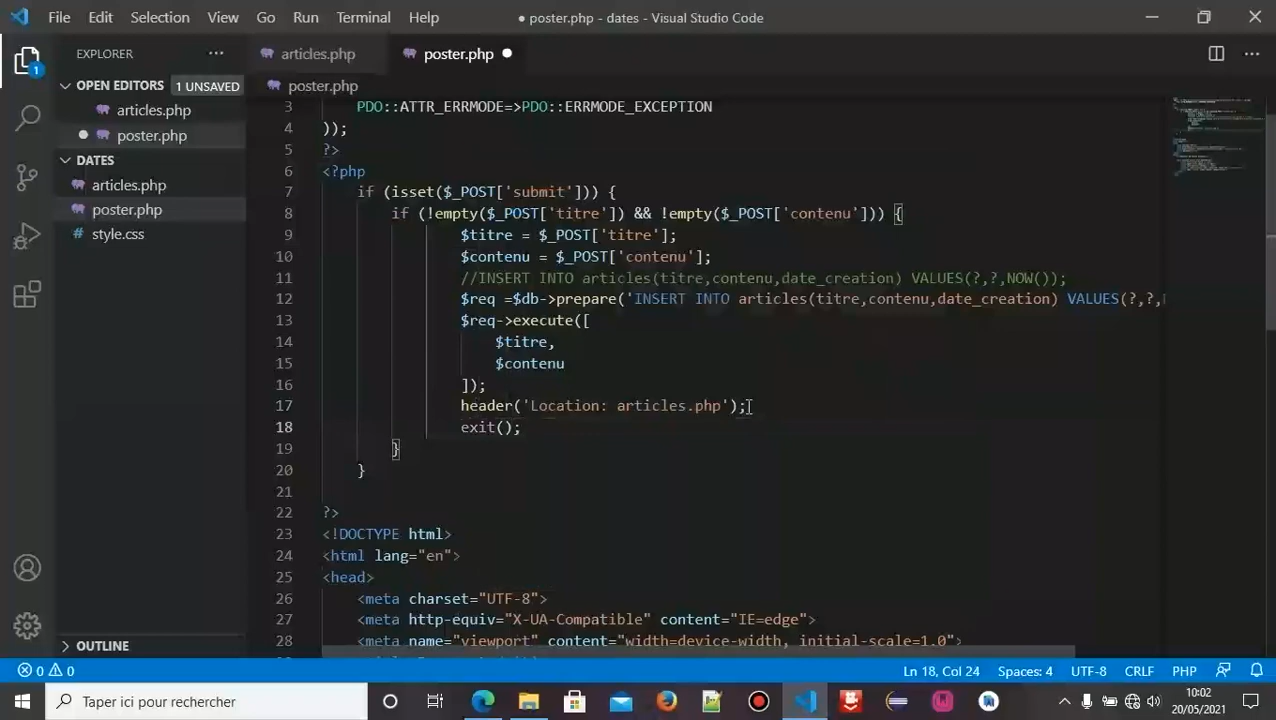 File Edit Selection View Go Run Terminal Help
● poster.php - dates - Visual Studio Code
EXPLORER
articles.php
poster.php
OPEN EDITORS 1 UNSAVED
poster.php
articles.php
poster.php
DATES
articles.php
poster.php
style.css
3 PDO::ATTR_ERRMODE=>PDO::ERRMODE_EXCEPTION
4 ));
5 ?>
6 <?php
7 if (isset($_POST['submit'])) {
8 if (!empty($_POST['titre']) && !empty($_POST['contenu'])) {
9 $titre = $_POST['titre'];
10 $contenu = $_POST['contenu'];
11 //INSERT INTO articles(titre,contenu,date_creation) VALUES(?,?,NOW());
12 $req =$db->prepare('INSERT INTO articles(titre,contenu,date_creation) VALUES(?,?,
13 $req->execute([
14 $titre,
15 $contenu
16 ]);
17 header('Location: articles.php');
18 exit();
19 }
20 }
21
22 ?>
23 <!DOCTYPE html>
24 <html lang="en">
25 <head>
26 <meta charset="UTF-8">
27 <meta http-equiv="X-UA-Compatible" content="IE=edge">
28 <meta name="viewport" content="width=device-width, initial-scale=1.0">
OUTLINE
0 0
Ln 18, Col 24 Spaces: 4 UTF-8 CRLF PHP
Taper ici pour rechercher
10:02
20/05/2021
1